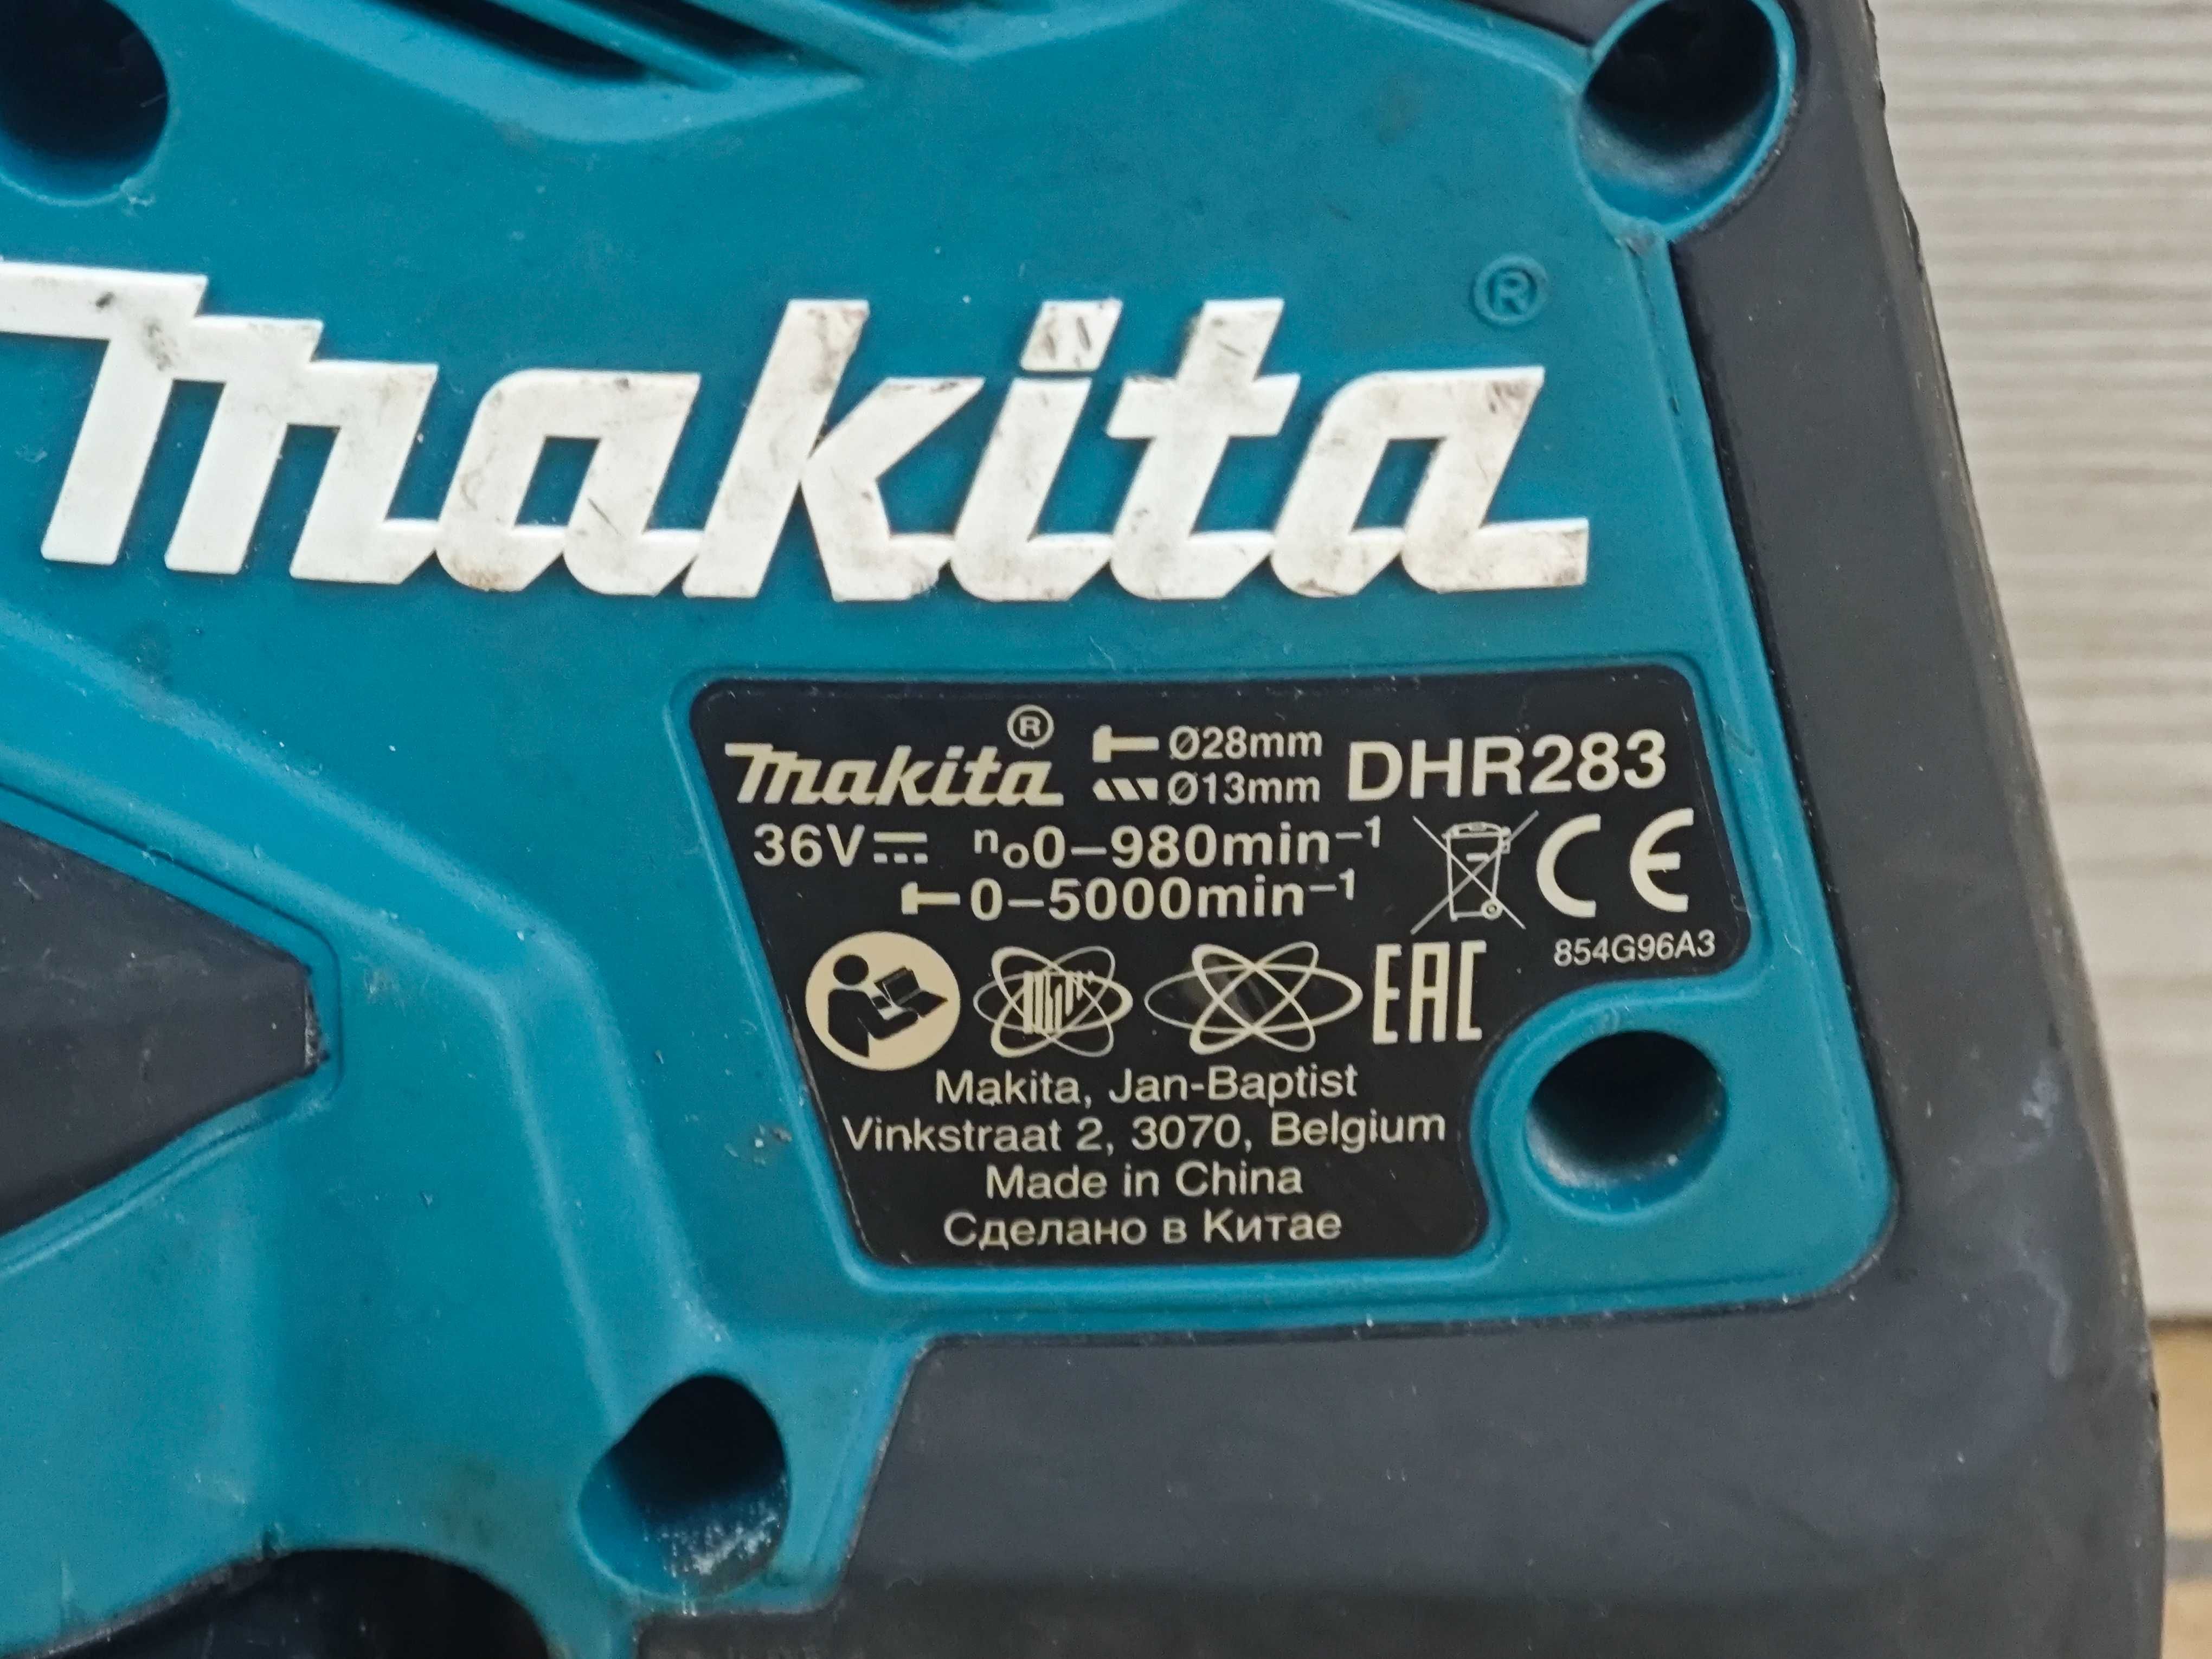 makita ®
makita ® Ø28mm DHR283
Ø13mm
36V n₀0–980min⁻¹ CE
0–5000min⁻¹
854G96A3
EAC
Makita, Jan-Baptist
Vinkstraat 2, 3070, Belgium
Made in China
Сделано в Китае